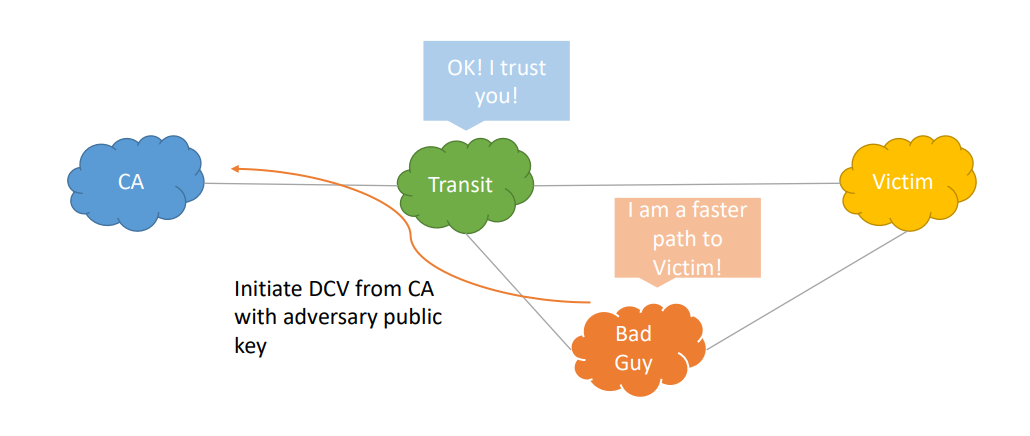 OK! I trust
you!
CA
Transit
Victim
I am a faster
path to
Victim!
Initiate DCV from CA
with adversary public
key
Bad
Guy